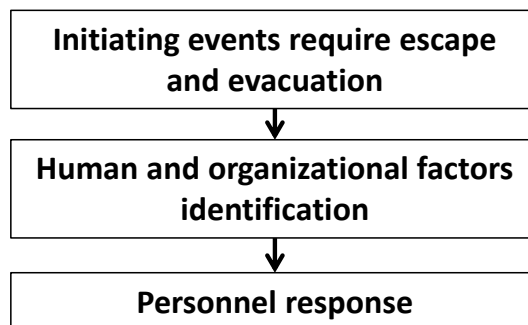 Initiating events require escape
and evacuation
Human and organizational factors
identification
Personnel response